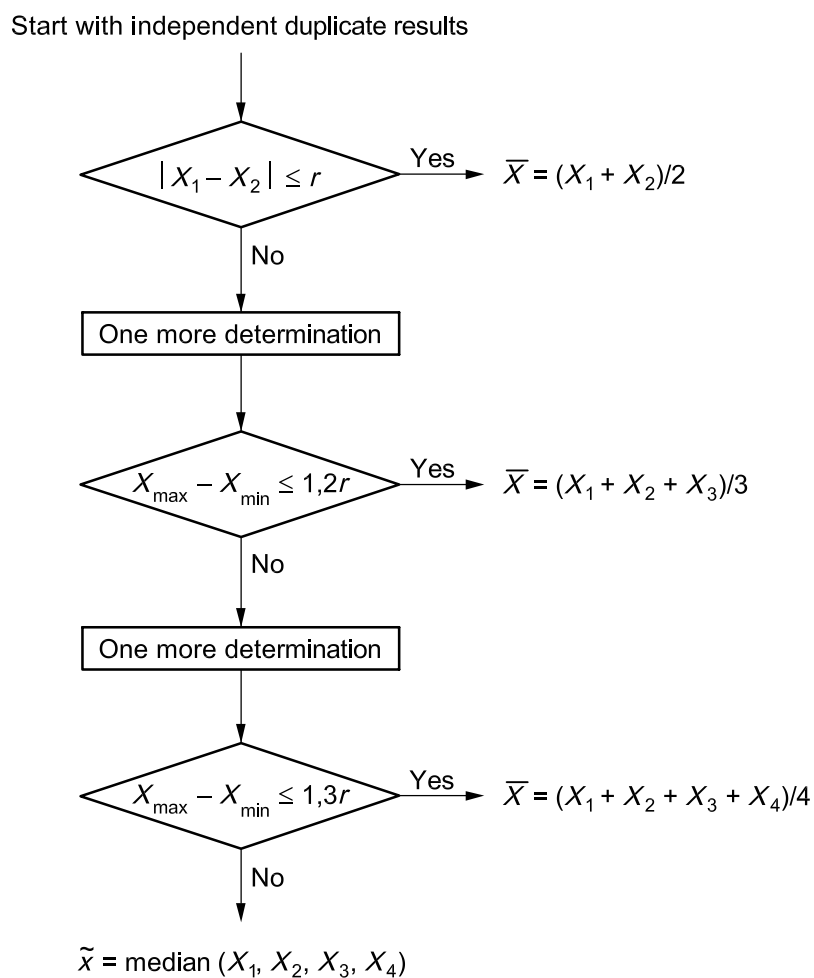 Start with independent duplicate results
|X₁ – X₂| ≤ r
Yes
X̅ = (X₁ + X₂)/2
No
One more determination
Xmax – Xmin ≤ 1,2r
Yes
X̅ = (X₁ + X₂ + X₃)/3
No
One more determination
Xmax – Xmin ≤ 1,3r
Yes
X̅ = (X₁ + X₂ + X₃ + X₄)/4
No
x̃ = median (X₁, X₂, X₃, X₄)